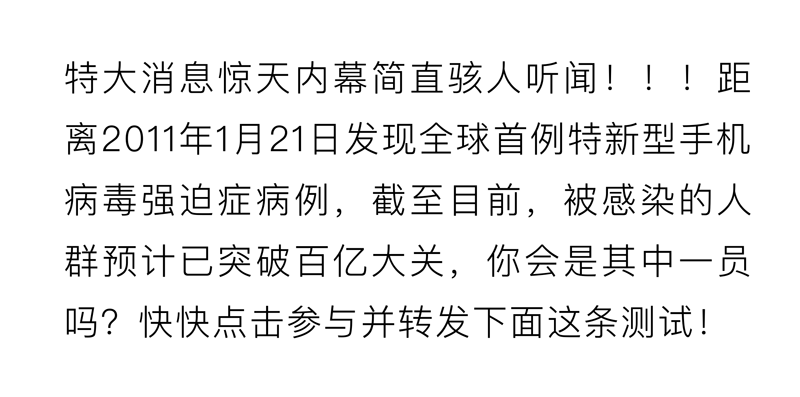 特大消息惊天内幕简直骇人听闻！！！距
离2011年1月21日发现全球首例特新型手机
病毒强迫症病例，截至目前，被感染的人
群预计已突破百亿大关，你会是其中一员
吗？快快点击参与并转发下面这条测试！